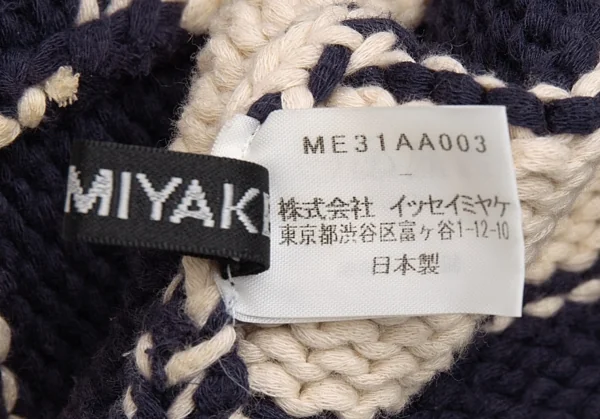 MIYAKE
ME31AA003
株式会社 イッセイミヤケ
東京都渋谷区富ヶ谷1-12-10
日本製